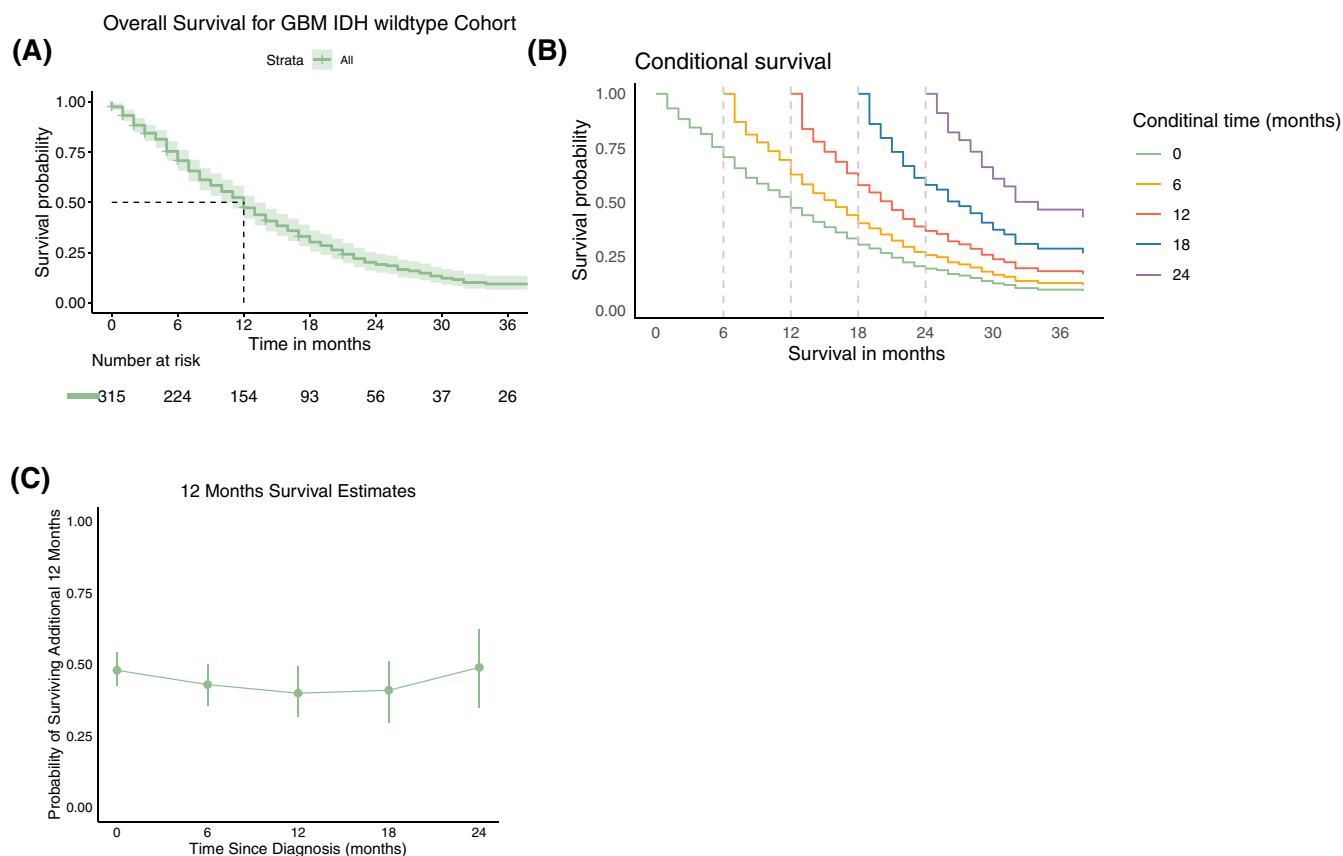 Overall Survival for GBM IDH wildtype Cohort
(A)
Strata All
Survival probability
1.00
0.75
0.50
0.25
0.00
0 6 12 18 24 30 36
Time in months
Number at risk
315 224 154 93 56 37 26
(B)
Conditional survival
Survival probability
1.00
0.75
0.50
0.25
0.00
0 6 12 18 24 30 36
Survival in months
Conditinal time (months)
0
6
12
18
24
(C)
12 Months Survival Estimates
Probability of Surviving Additional 12 Months
1.00
0.75
0.50
0.25
0.00
0 6 12 18 24
Time Since Diagnosis (months)